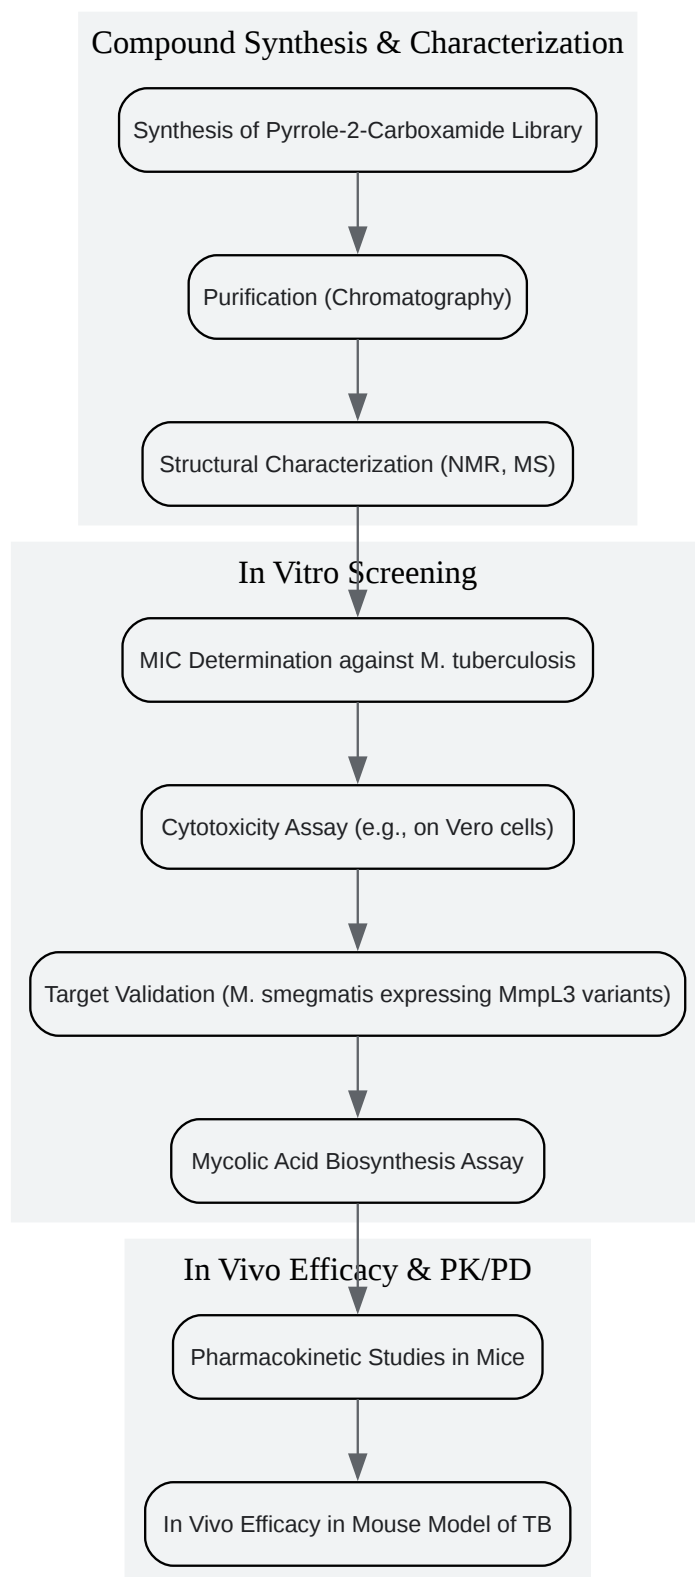 Compound Synthesis & Characterization
Synthesis of Pyrrole-2-Carboxamide Library
Purification (Chromatography)
Structural Characterization (NMR, MS)
In Vitro Screening
MIC Determination against M. tuberculosis
Cytotoxicity Assay (e.g., on Vero cells)
Target Validation (M. smegmatis expressing MmpL3 variants)
Mycolic Acid Biosynthesis Assay
In Vivo Efficacy & PK/PD
Pharmacokinetic Studies in Mice
In Vivo Efficacy in Mouse Model of TB